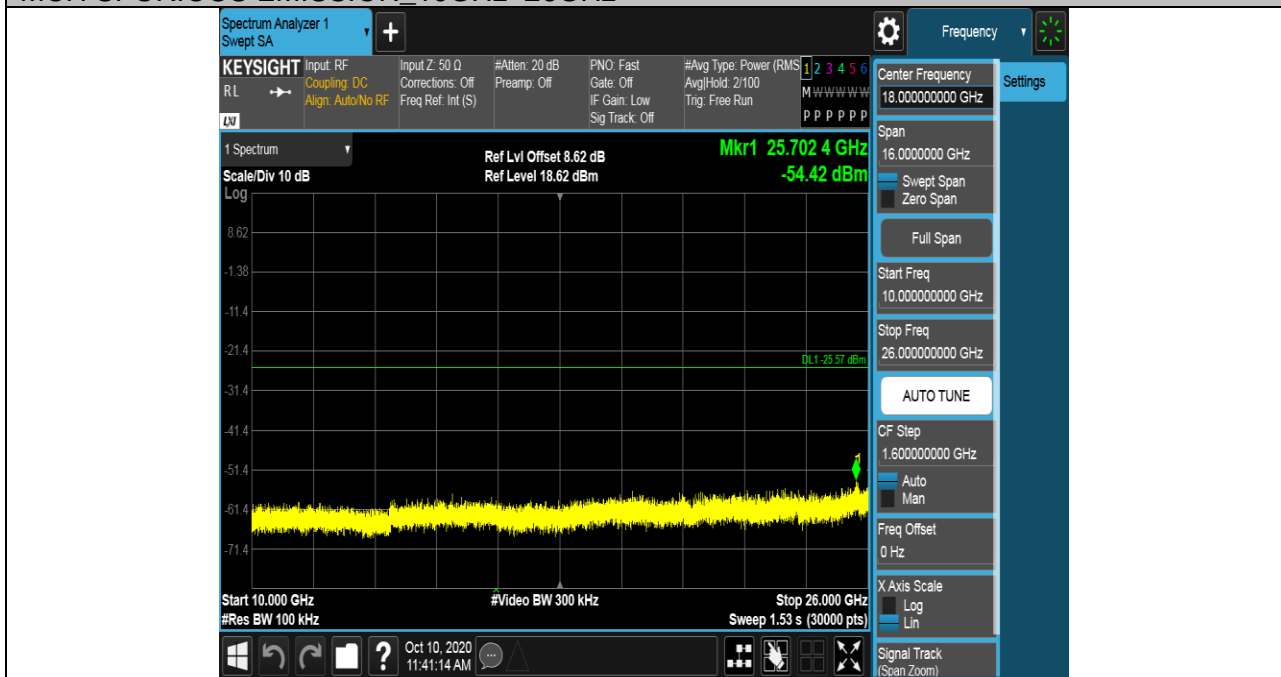 Spectrum Analyzer 1
Swept SA
+
Frequency
KEYSIGHT
RL
LXI
Input: RF
Coupling: DC
Align: Auto/No RF
Input Z: 50 Ω
Corrections: Off
Freq Ref: Int (S)
#Atten: 20 dB
Preamp: Off
PNO: Fast
Gate: Off
IF Gain: Low
Sig Track: Off
#Avg Type: Power (RMS
Avg|Hold: 2/100
Trig: Free Run
1 2 3 4 5 6
M W W W W W
P P P P P P
1 Spectrum
Scale/Div 10 dB
Log
Ref Lvl Offset 8.62 dB
Ref Level 18.62 dBm
Mkr1 25.702 4 GHz
-54.42 dBm
8.62
-1.38
-11.4
-21.4
DL1 -25.57 dBm
-31.4
-41.4
-51.4
1
-61.4
-71.4
Start 10.000 GHz
#Res BW 100 kHz
#Video BW 300 kHz
Stop 26.000 GHz
Sweep 1.53 s (30000 pts)
Center Frequency
18.000000000 GHz
Settings
Span
16.0000000 GHz
Swept Span
Zero Span
Full Span
Start Freq
10.000000000 GHz
Stop Freq
26.000000000 GHz
AUTO TUNE
CF Step
1.600000000 GHz
Auto
Man
Freq Offset
0 Hz
X Axis Scale
Log
Lin
Signal Track
(Span Zoom)
?
Oct 10, 2020
11:41:14 AM